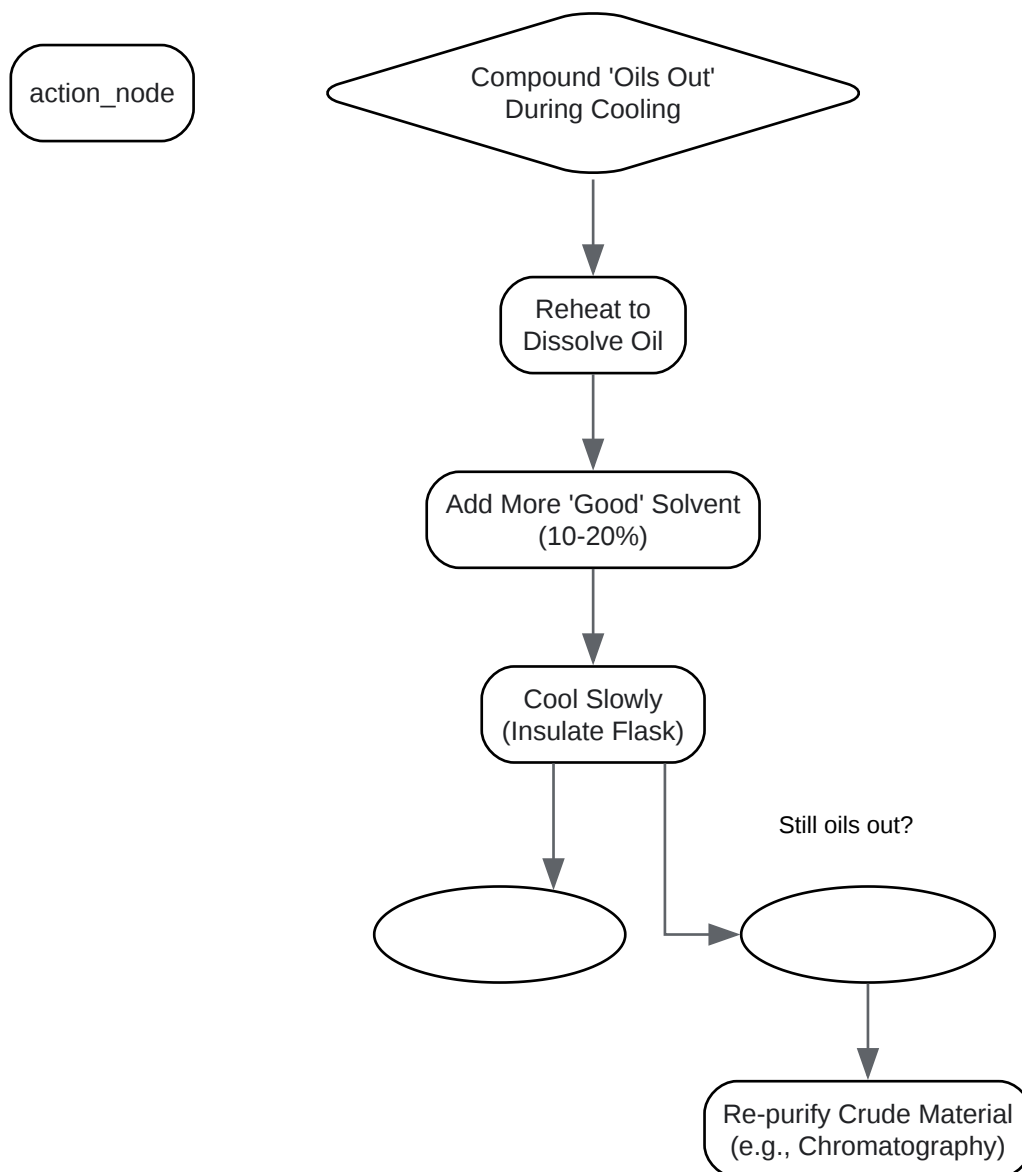 action_node
Compound 'Oils Out'
During Cooling
Reheat to
Dissolve Oil
Add More 'Good' Solvent
(10-20%)
Cool Slowly
(Insulate Flask)
Still oils out?
Re-purify Crude Material
(e.g., Chromatography)